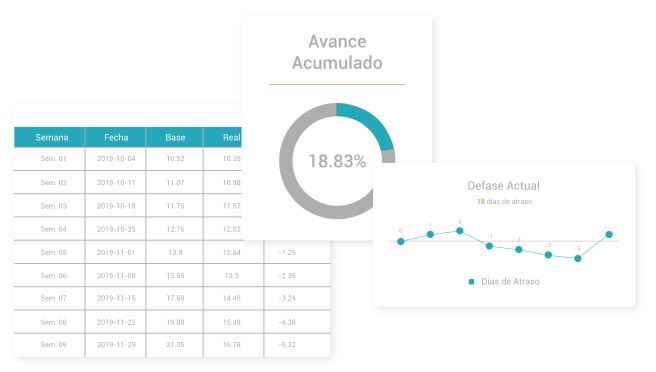 Avance
Acumulado
18.83%
Semana Fecha Base Real
Sem. 01 2019-10-04 10.52 10.35
Sem. 02 2019-10-11 11.07 10.98
Sem. 03 2019-10-18 11.75 11.57
Sem. 04 2019-10-25 12.76 12.02
Sem. 05 2019-11-01 13.9 12.64 -1.25
Sem. 06 2019-11-08 15.65 13.3 -2.35
Sem. 07 2019-11-15 17.69 14.45 -3.24
Sem. 08 2019-11-22 19.88 15.49 -4.38
Sem. 09 2019-11-29 21.35 16.78 -5.32
Defase Actual
18 días de atraso
0
1
Días de Atraso